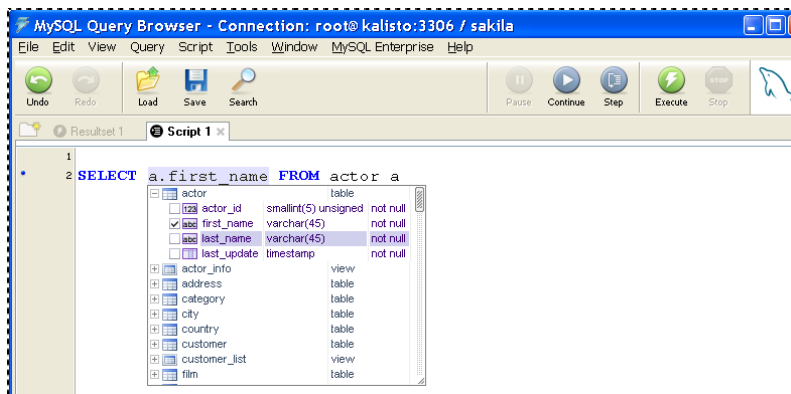 MySQL Query Browser - Connection: root@kalisto:3306 / sakila
File Edit View Query Script Tools Window MySQL Enterprise Help
Undo Redo Load Save Search Pause Continue Step Execute Stop
Resultset 1 Script 1
1
2 SELECT a.first_name FROM actor a
actor table
123 actor_id smallint(5) unsigned not null
abc first_name varchar(45) not null
abc last_name varchar(45) not null
last_update timestamp not null
actor_info view
address table
category table
city table
country table
customer table
customer_list view
film table